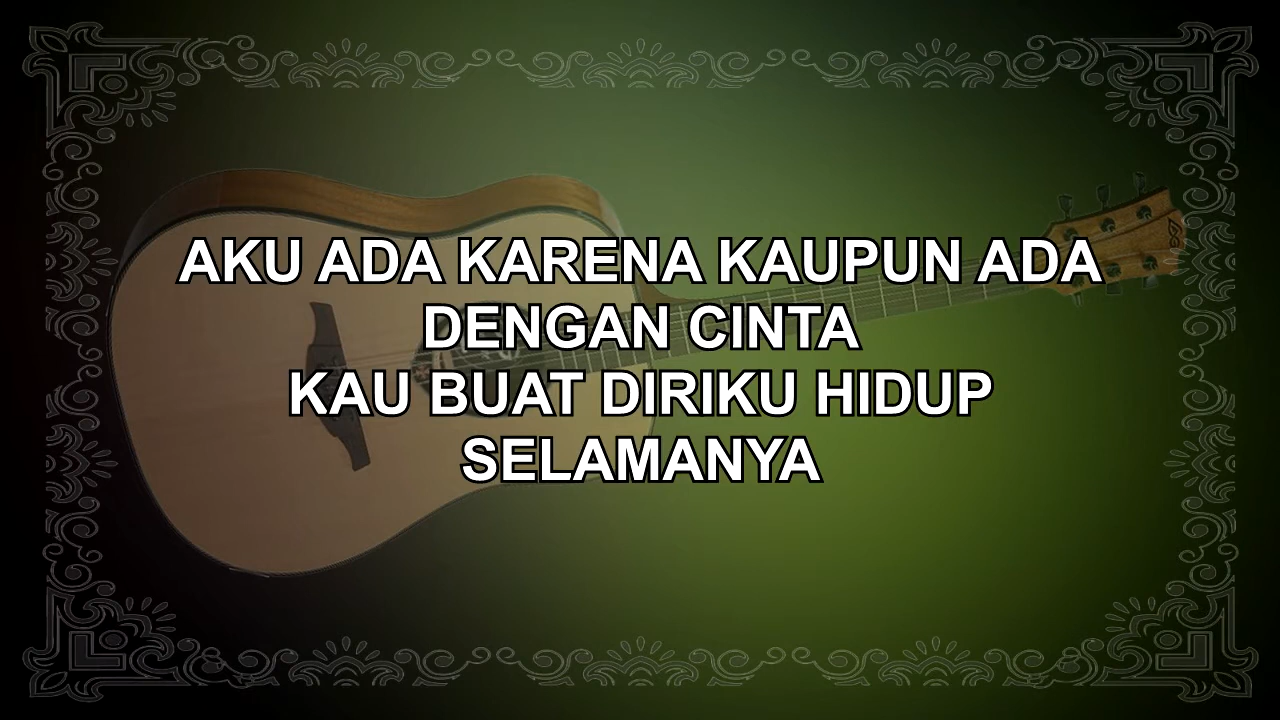 AKU ADA KARENA KAUPUN ADA
DENGAN CINTA
KAU BUAT DIRIKU HIDUP
SELAMANYA